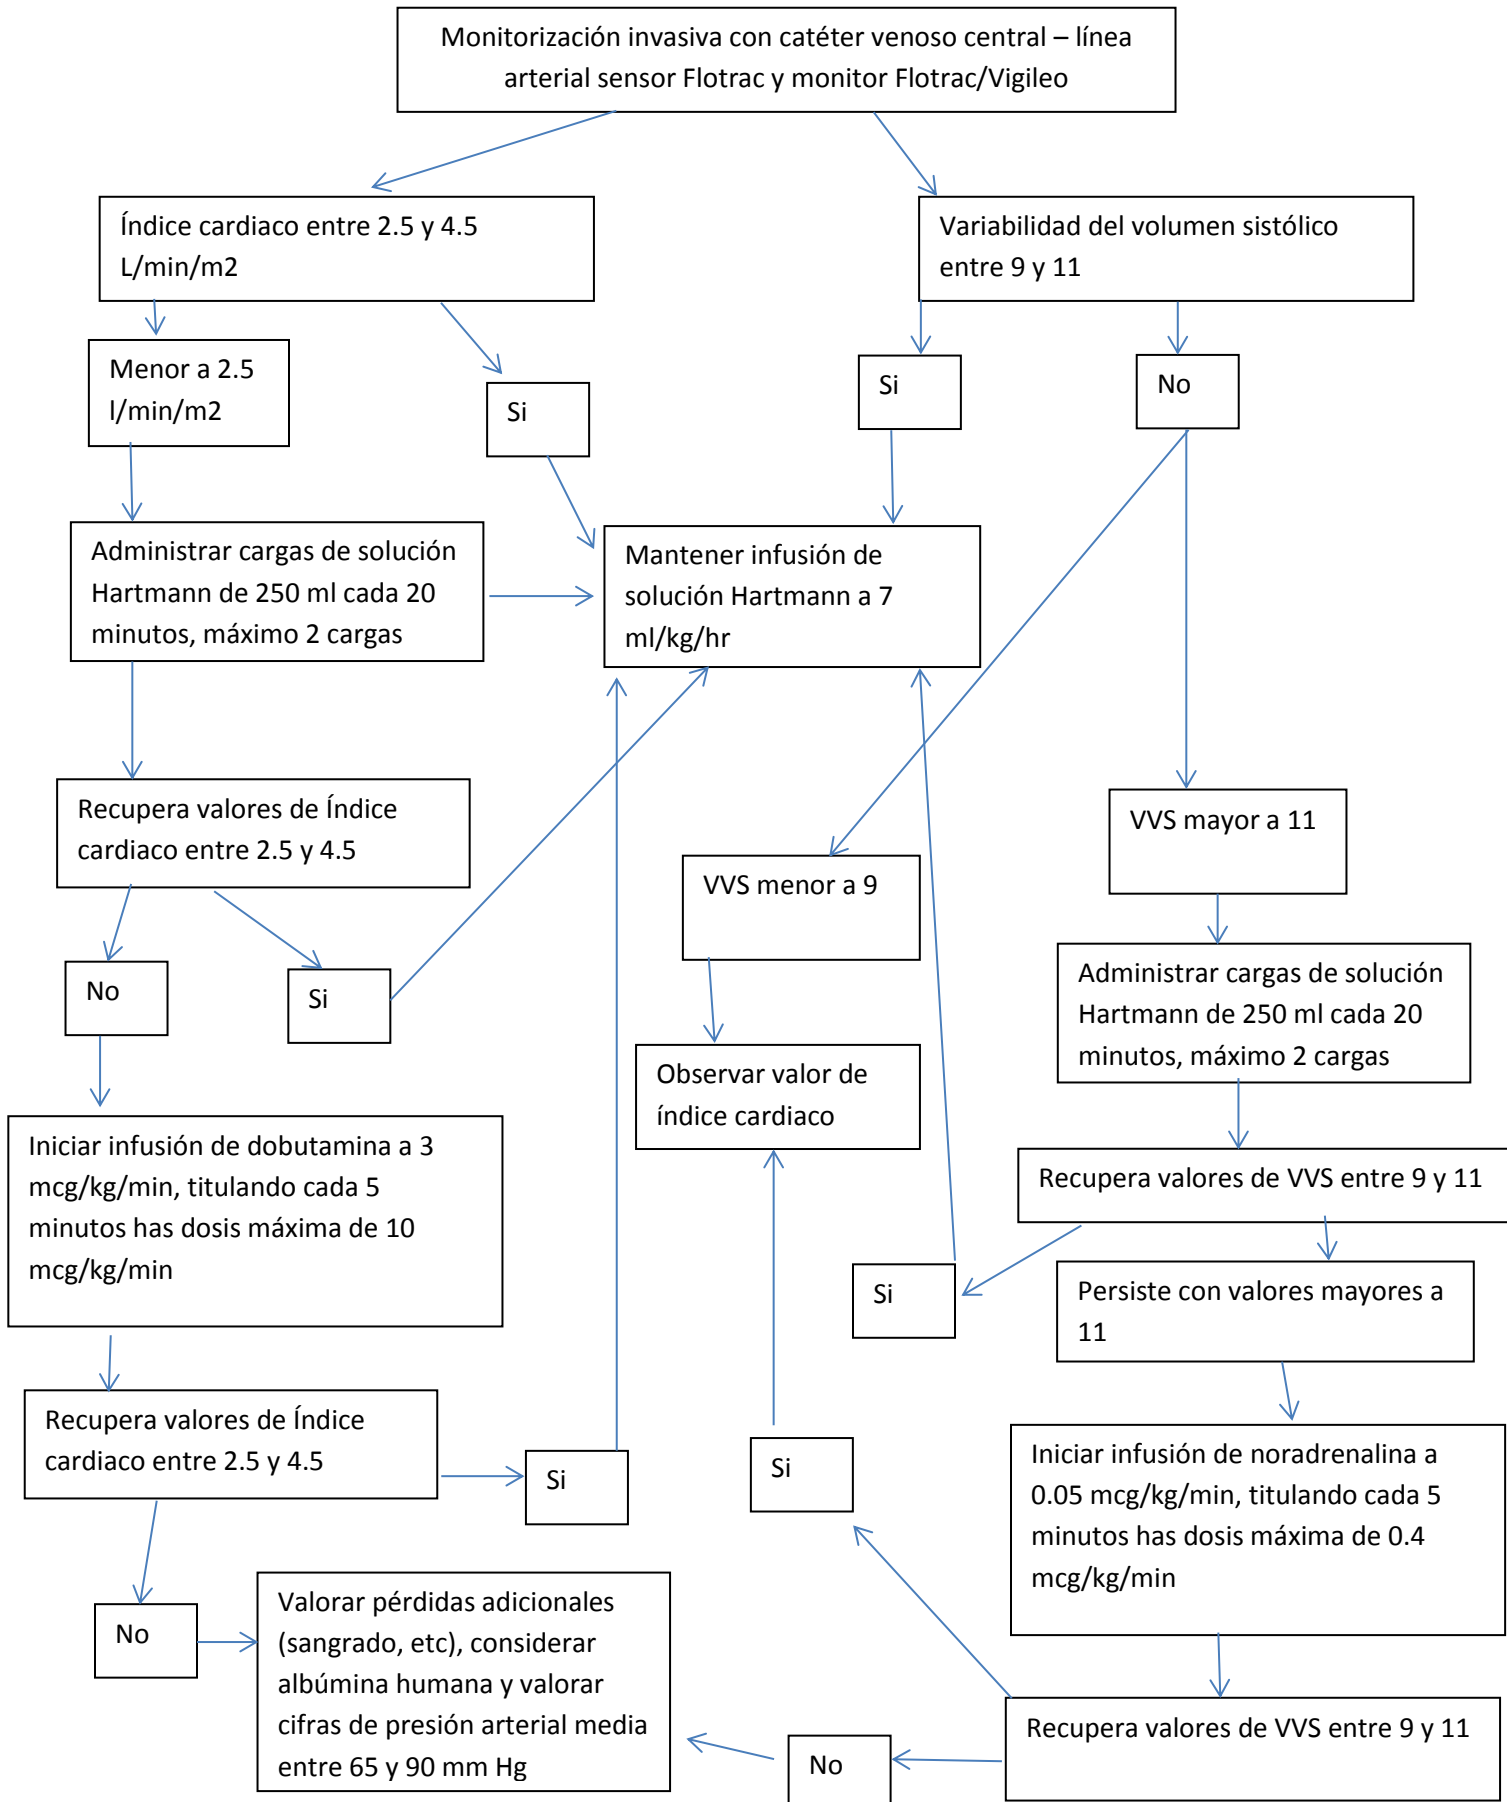 Monitorización invasiva con catéter venoso central – línea
arterial sensor Flotrac y monitor Flotrac/Vigileo
Índice cardiaco entre 2.5 y 4.5
L/min/m2
Variabilidad del volumen sistólico
entre 9 y 11
Menor a 2.5
l/min/m2
Si
Si
No
Administrar cargas de solución
Hartmann de 250 ml cada 20
minutos, máximo 2 cargas
Mantener infusión de
solución Hartmann a 7
ml/kg/hr
Recupera valores de Índice
cardiaco entre 2.5 y 4.5
VVS menor a 9
VVS mayor a 11
No
Si
Administrar cargas de solución
Hartmann de 250 ml cada 20
minutos, máximo 2 cargas
Observar valor de
índice cardiaco
Iniciar infusión de dobutamina a 3
mcg/kg/min, titulando cada 5
minutos has dosis máxima de 10
mcg/kg/min
Recupera valores de VVS entre 9 y 11
Si
Persiste con valores mayores a
11
Recupera valores de Índice
cardiaco entre 2.5 y 4.5
Si
Si
Iniciar infusión de noradrenalina a
0.05 mcg/kg/min, titulando cada 5
minutos has dosis máxima de 0.4
mcg/kg/min
No
Valorar pérdidas adicionales
(sangrado, etc), considerar
albúmina humana y valorar
cifras de presión arterial media
entre 65 y 90 mm Hg
No
Recupera valores de VVS entre 9 y 11